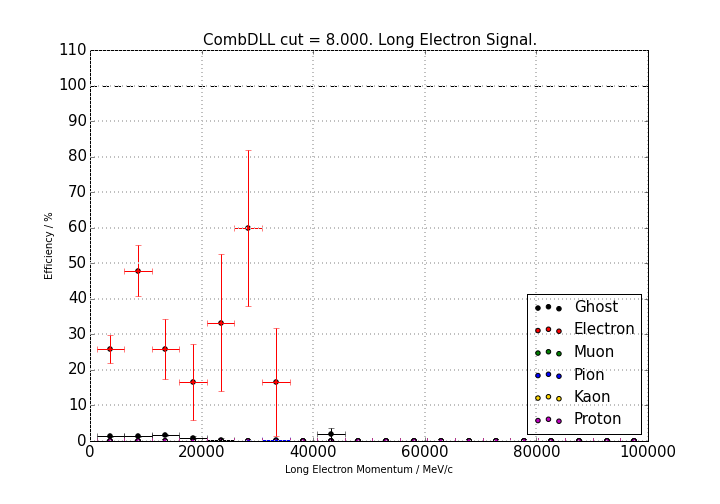 CombDLL cut = 8.000. Long Electron Signal.
110
100
90
80
70
60
50
40
30
20
10
0
Efficiency / %
Ghost
Electron
Muon
Pion
Kaon
Proton
0 20000 40000 60000 80000 100000
Long Electron Momentum / MeV/c